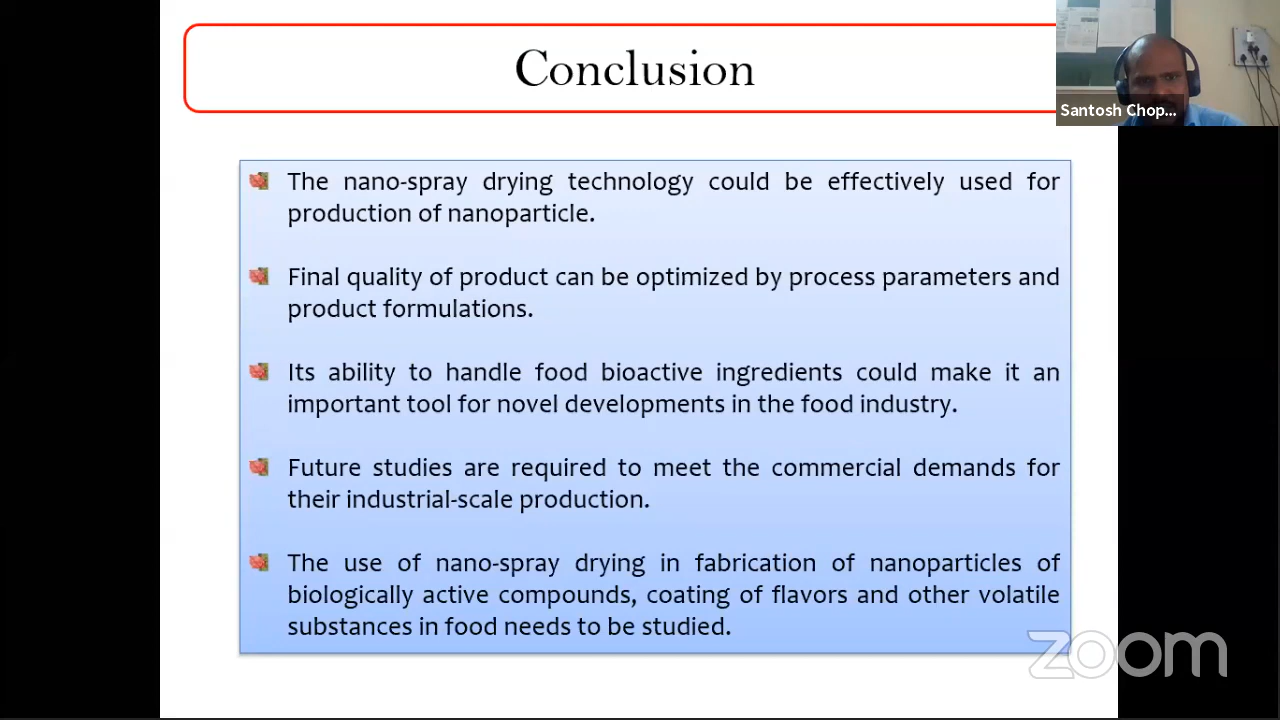 Conclusion
Santosh Chop...
The nano-spray drying technology could be effectively used for
production of nanoparticle.
Final quality of product can be optimized by process parameters and
product formulations.
Its ability to handle food bioactive ingredients could make it an
important tool for novel developments in the food industry.
Future studies are required to meet the commercial demands for
their industrial-scale production.
The use of nano-spray drying in fabrication of nanoparticles of
biologically active compounds, coating of flavors and other volatile
substances in food needs to be studied.
zoom